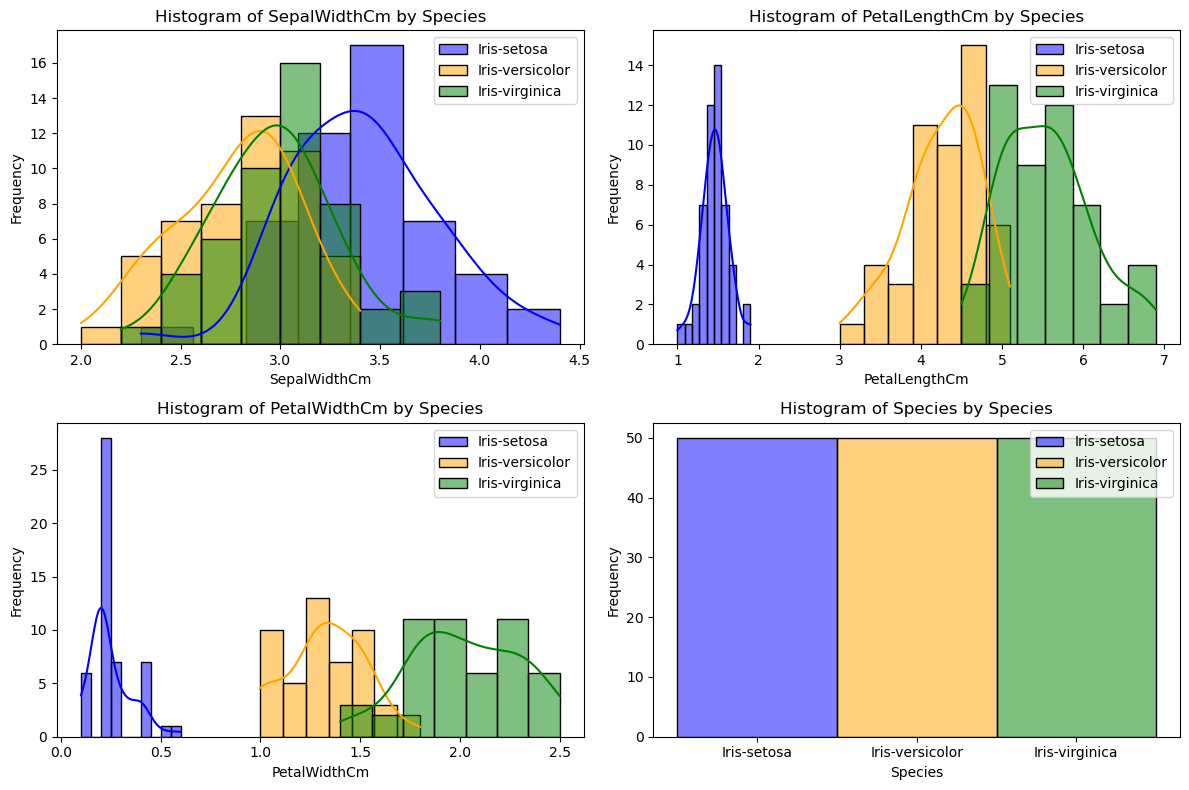 Histogram of SepalWidthCm by Species
Iris-setosa
Iris-versicolor
Iris-virginica
Frequency
16
14
12
10
8
6
4
2
0
2.0 2.5 3.0 3.5 4.0 4.5
SepalWidthCm
Histogram of PetalLengthCm by Species
Iris-setosa
Iris-versicolor
Iris-virginica
Frequency
14
12
10
8
6
4
2
0
1 2 3 4 5 6 7
PetalLengthCm
Histogram of PetalWidthCm by Species
Iris-setosa
Iris-versicolor
Iris-virginica
Frequency
25
20
15
10
5
0
0.0 0.5 1.0 1.5 2.0 2.5
PetalWidthCm
Histogram of Species by Species
Iris-setosa
Iris-versicolor
Iris-virginica
Frequency
50
40
30
20
10
0
Iris-setosa Iris-versicolor Iris-virginica
Species